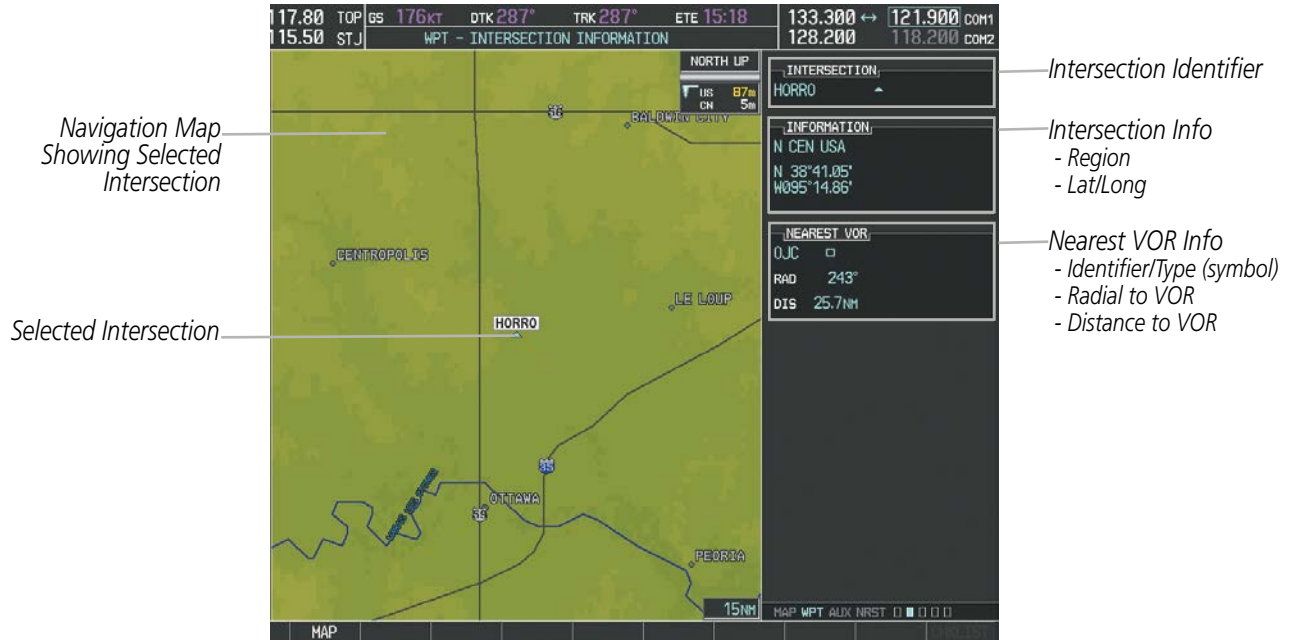 117.80 TOP GS 176KT DTK 287° TRK 287° ETE 15:18 133.300 ↔ 121.900 COM1
115.50 STJ WPT - INTERSECTION INFORMATION 128.200 118.200 COM2
NORTH UP
US 87m
CN 5m
BALDWIN CITY
CENTROPOLIS
LE LOUP
HORRO
35
OTTAWA
PEORIA
15NM
INTERSECTION
HORRO
INFORMATION
N CEN USA
N 38°41.05'
W095°14.86'
NEAREST VOR
OJC
RAD 243°
DIS 25.7NM
MAP WPT AUX NRST
MAP
Navigation Map
Showing Selected
Intersection
Selected Intersection
Intersection Identifier
Intersection Info
- Region
- Lat/Long
Nearest VOR Info
- Identifier/Type (symbol)
- Radial to VOR
- Distance to VOR